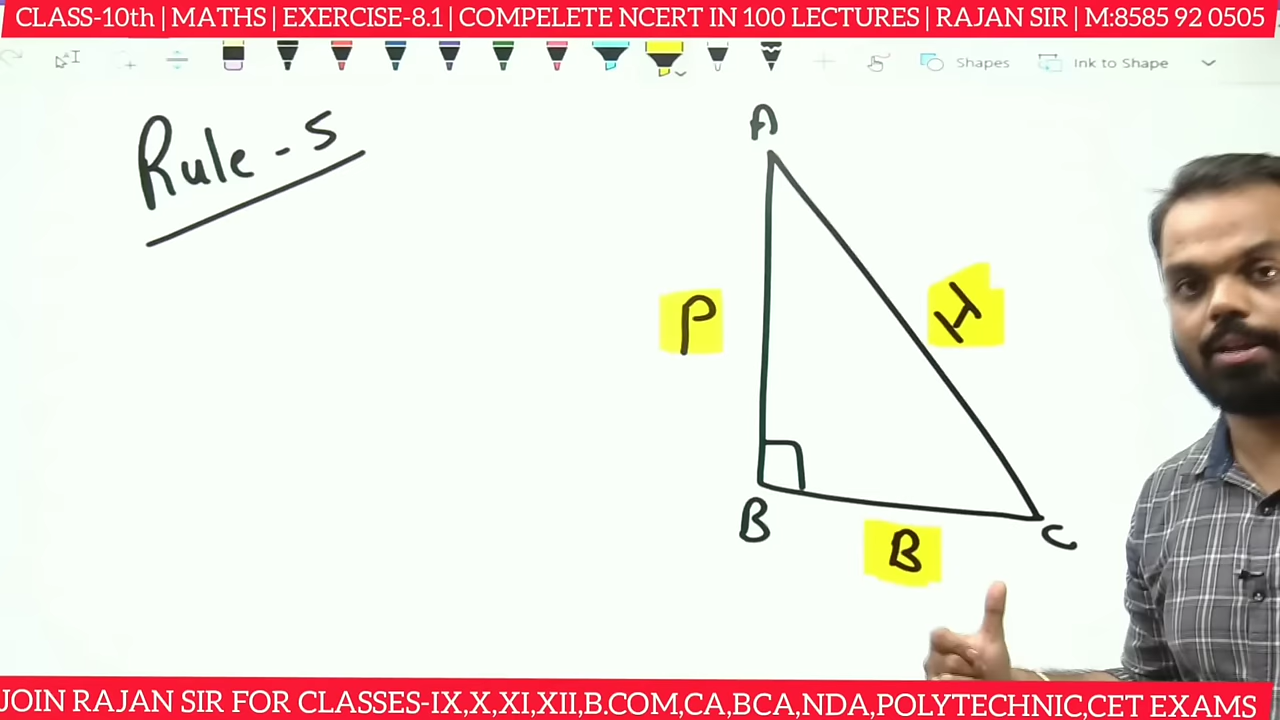 CLASS-10th | MATHS | EXERCISE-8.1 | COMPELETE NCERT IN 100 LECTURES | RAJAN SIR | M:8585 92 0505
Shapes
Ink to Shape
Rule - 5
A
P
H
B
C
B
JOIN RAJAN SIR FOR CLASSES-IX,X,XI,XII,B.COM,CA,BCA,NDA,POLYTECHNIC,CET EXAMS